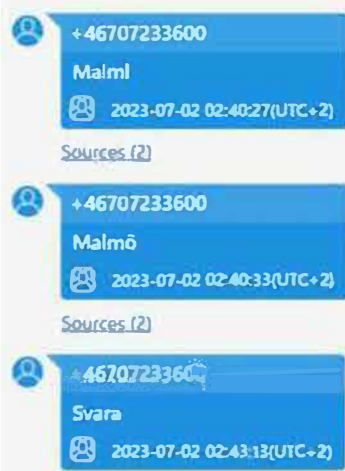 +46707233600
Malml
2023-07-02 02:40:27(UTC+2)
Sources (2)
+46707233600
Malmö
2023-07-02 02:40:33(UTC+2)
Sources (2)
Svara
2023-07-02 02:43:13(UTC+2)